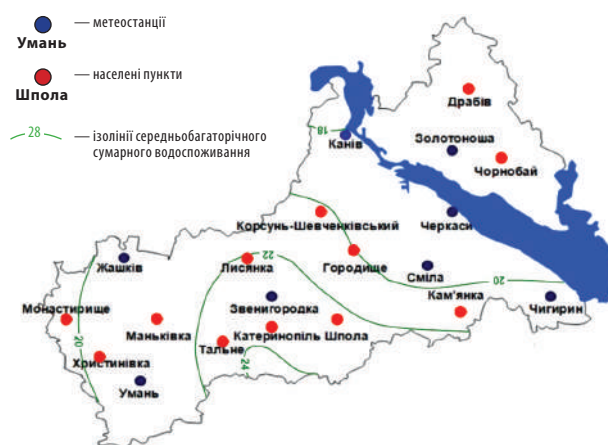 — метеостанції
Умань
— населені пункти
Шпола
28 — ізолінії середньобагаторічного
сумарного водоспоживання
Драбів
18
Канів
Золотоноша
Чорнобай
Корсунь-Шевченківський
Черкаси
Жашків
Лисянка
22
Городище
Сміла
20
Монастирище
Звенигородка
Кам'янка
Чигирин
20
Маньківка
Катеринопіль
Шпола
Тальне
Христинівка
24
Умань